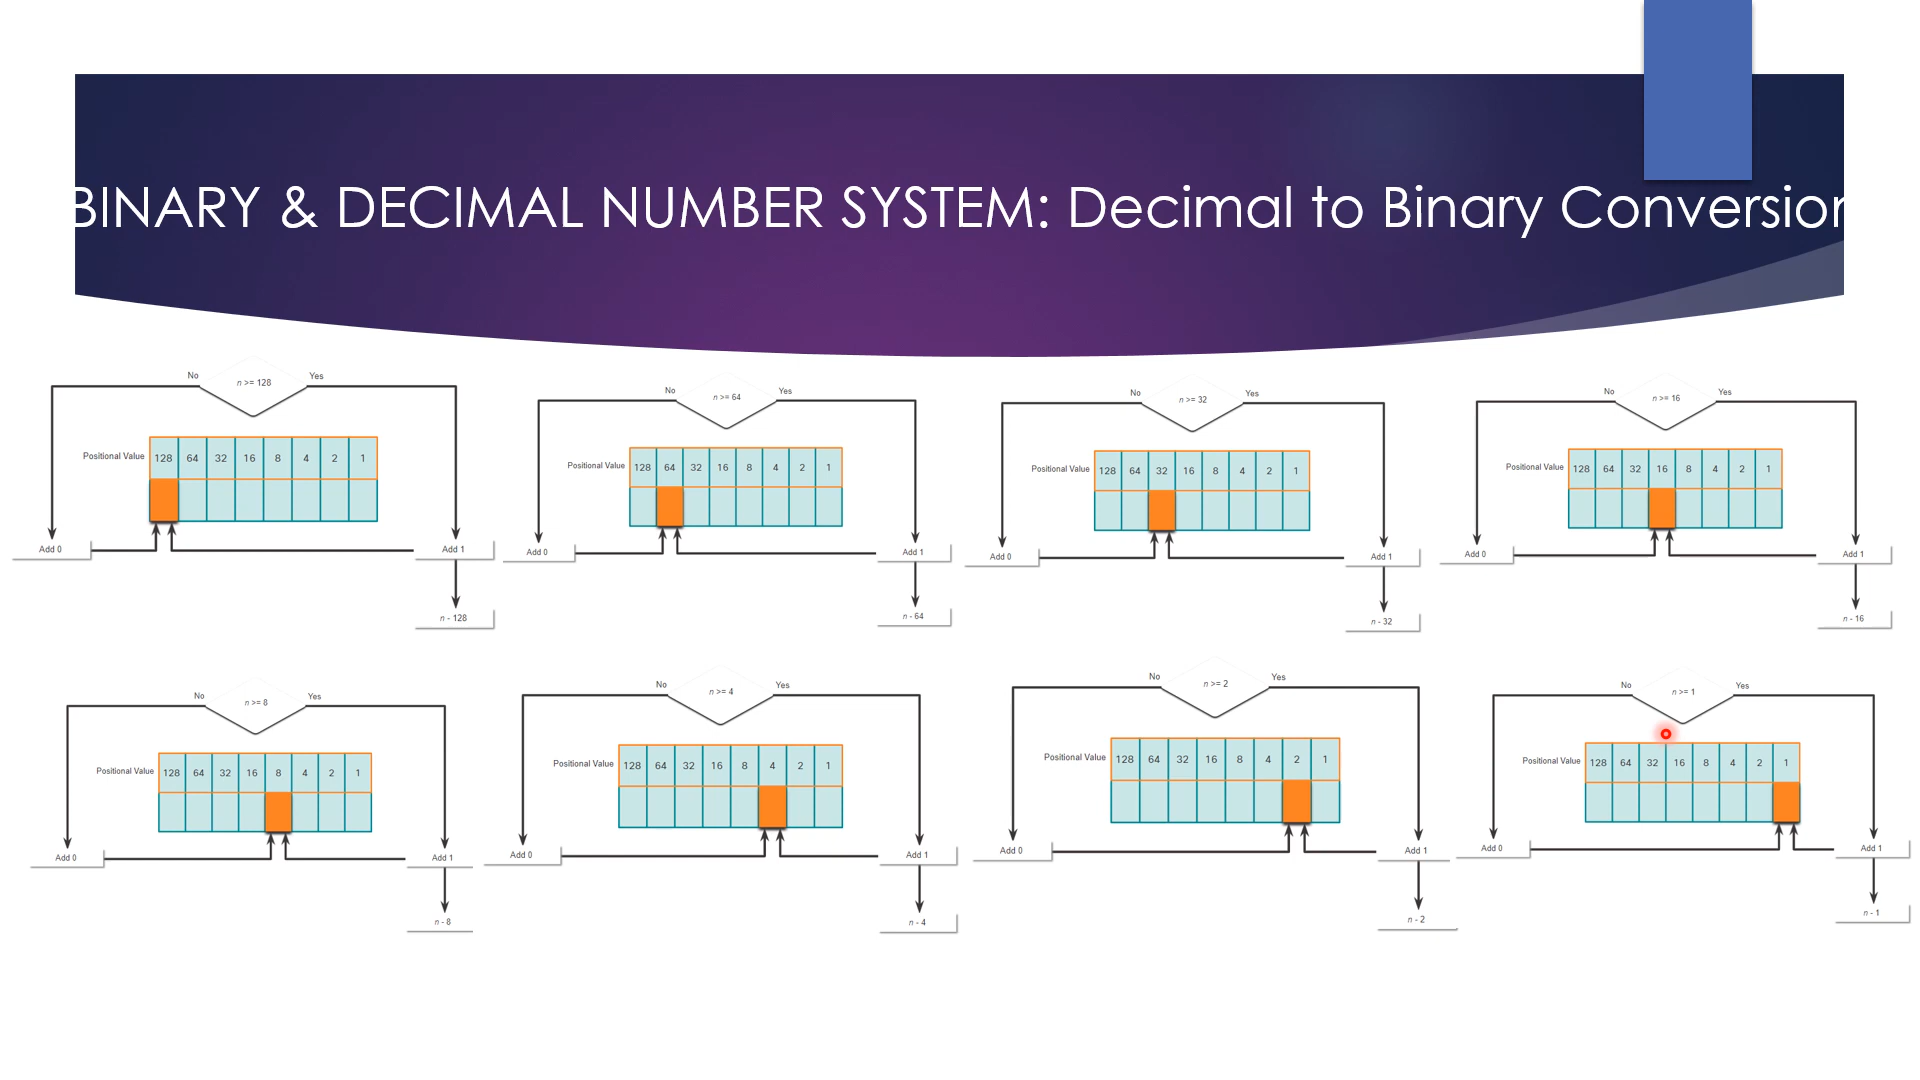 BINARY & DECIMAL NUMBER SYSTEM: Decimal to Binary Conversion
No n >= 128 Yes
Positional Value 128 64 32 16 8 4 2 1
Add 0 Add 1
n - 128
No n >= 64 Yes
Positional Value 128 64 32 16 8 4 2 1
Add 0 Add 1
n - 64
No n >= 32 Yes
Positional Value 128 64 32 16 8 4 2 1
Add 0 Add 1
n - 32
No n >= 16 Yes
Positional Value 128 64 32 16 8 4 2 1
Add 0 Add 1
n - 16
No n >= 8 Yes
Positional Value 128 64 32 16 8 4 2 1
Add 0 Add 1
n - 8
No n >= 4 Yes
Positional Value 128 64 32 16 8 4 2 1
Add 0 Add 1
n - 4
No n >= 2 Yes
Positional Value 128 64 32 16 8 4 2 1
Add 0 Add 1
n - 2
No n >= 1 Yes
Positional Value 128 64 32 16 8 4 2 1
Add 0 Add 1
n - 1